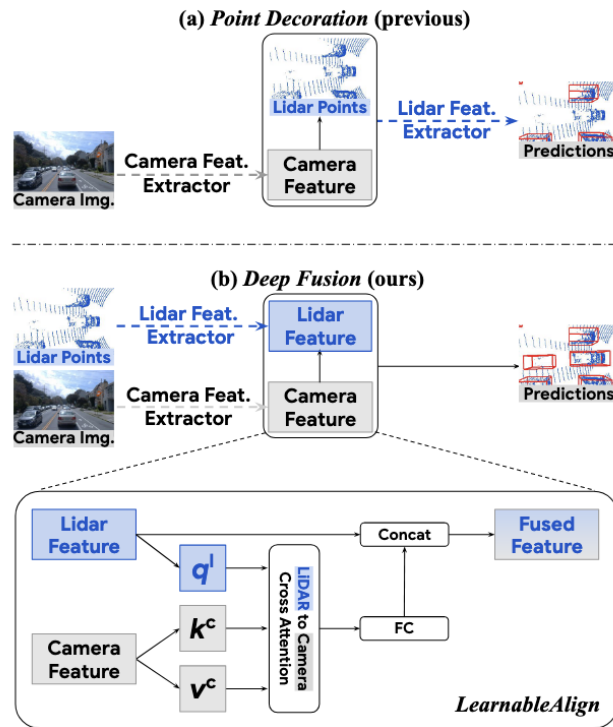 (a) Point Decoration (previous)
Lidar Points
Lidar Feat.
Extractor
Predictions
Camera Img.
Camera Feat.
Extractor
Camera
Feature
(b) Deep Fusion (ours)
Lidar Points
Lidar Feat.
Extractor
Lidar
Feature
Camera Img.
Camera Feat.
Extractor
Camera
Feature
Predictions
Lidar
Feature
Concat
Fused
Feature
q^l
LiDAR to Camera
Cross Attention
Camera
Feature
k^c
FC
v^c
LearnableAlign